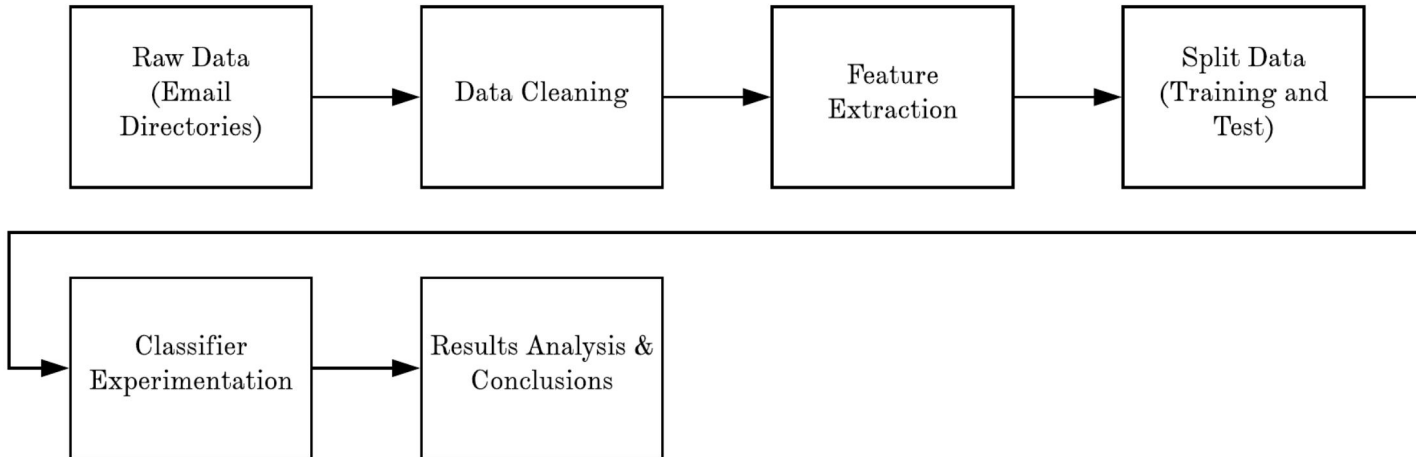 Raw Data
(Email
Directories)
Data Cleaning
Feature
Extraction
Split Data
(Training and
Test)
Classifier
Experimentation
Results Analysis &
Conclusions